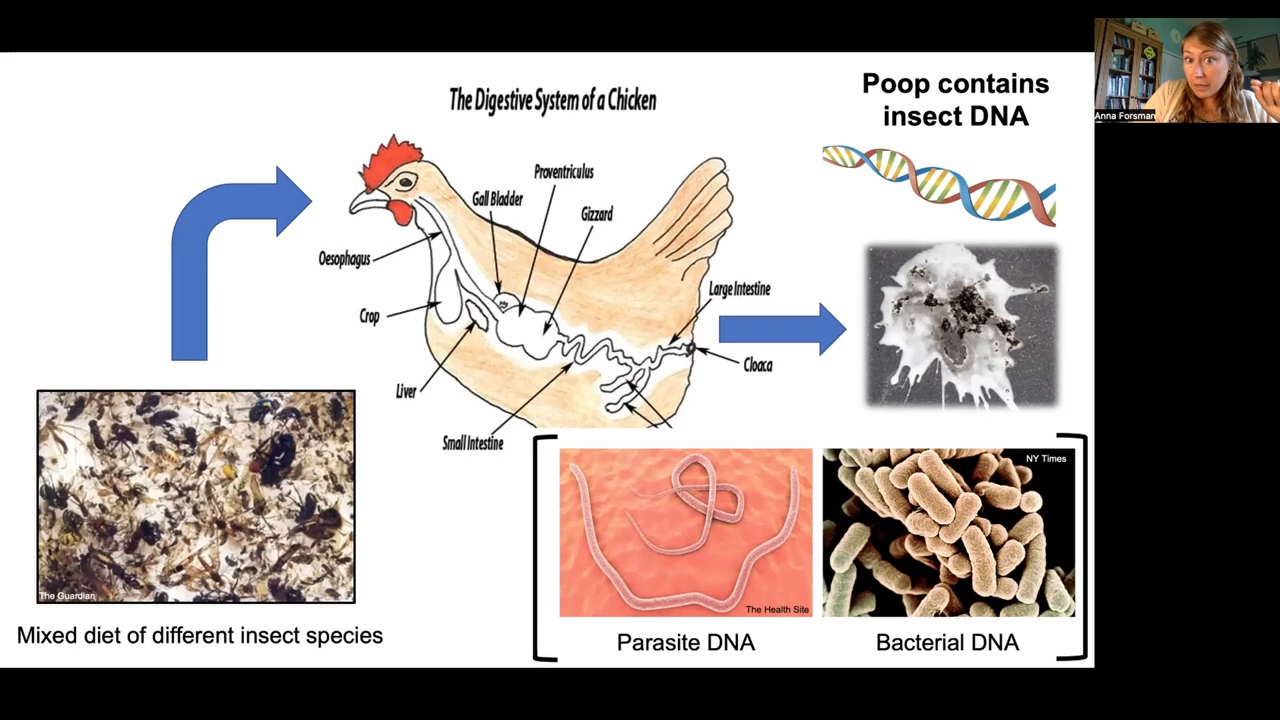 The Digestive System of a Chicken
Poop contains
insect DNA
Anna Forsman
Proventriculus
Gall Bladder
Gizzard
Oesophagus
Large Intestine
Crop
Cloaca
Liver
Small Intestine
The Guardian
Mixed diet of different insect species
The Health Site
NY Times
Parasite DNA
Bacterial DNA